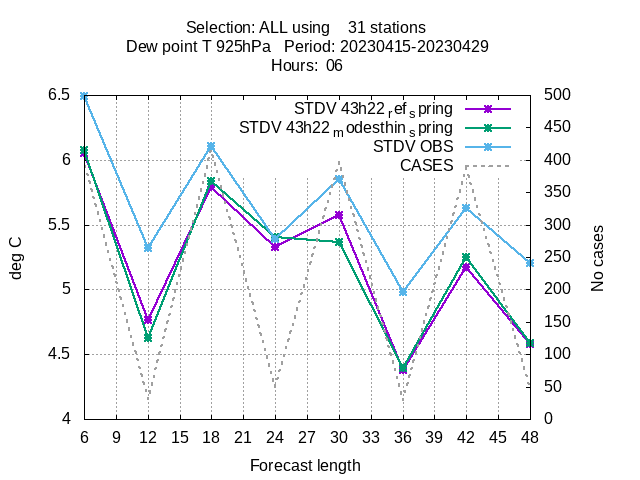 Selection: ALL using    31 stations
Dew point T 925hPa   Period: 20230415-20230429
Hours:  06
deg C
6.5
6
5.5
5
4.5
4
STDV 43h22refspring
STDV 43h22modesthinspring
STDV OBS
CASES
500
450
400
350
300
250
200
150
100
50
0
No cases
6 9 12 15 18 21 24 27 30 33 36 39 42 45 48
Forecast length